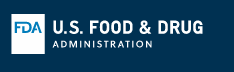 FDA U.S. FOOD & DRUG
ADMINISTRATION